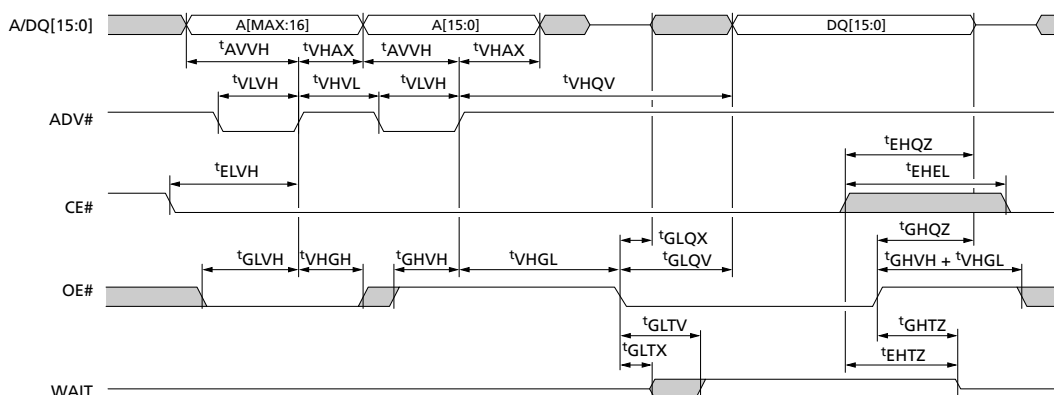 A/DQ[15:0] A[MAX:16] A[15:0] DQ[15:0]
tAVVH tVHAX tAVVH tVHAX
tVLVH tVHVL tVLVH tVHQV
ADV#
tEHQZ
tELVH tEHEL
CE#
tGLQX tGHQZ
tGLVH tVHGH tGHVH tVHGL tGLQV tGHVH + tVHGL
OE#
tGLTV tGHTZ
tGLTX tEHTZ
WAIT